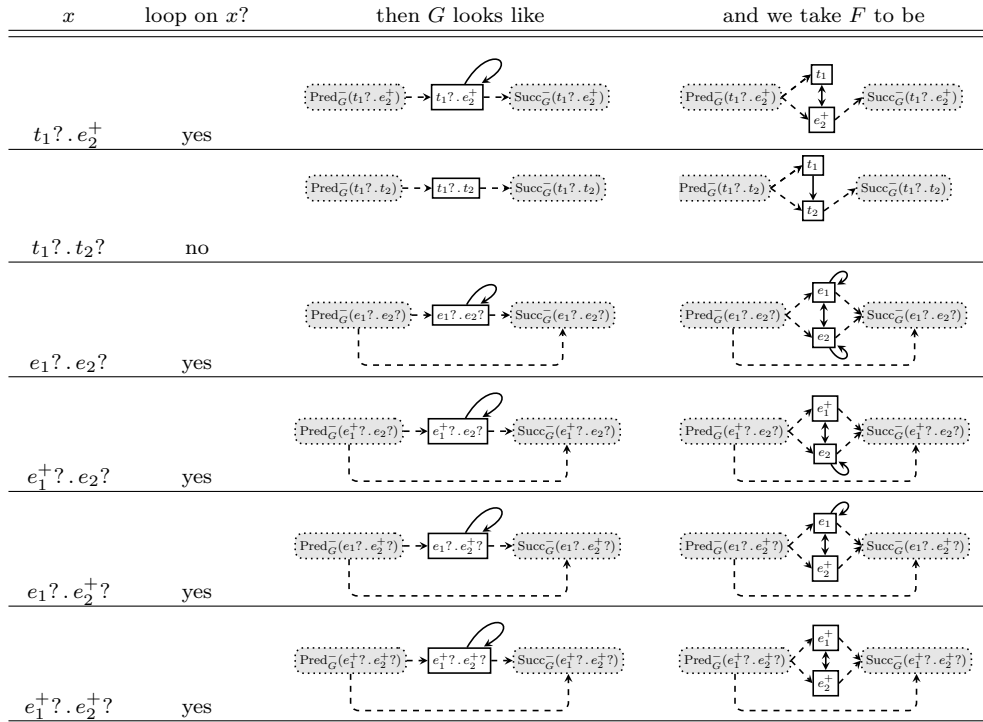 x loop on x? then G looks like and we take F to be
Pred⁻_G(t₁?.e₂⁺) t₁?.e₂⁺ Succ⁻_G(t₁?.e₂⁺) Pred⁻_G(t₁?.e₂⁺) t₁ e₂⁺ Succ⁻_G(t₁?.e₂⁺)
t₁?.e₂⁺ yes
Pred⁻_G(t₁?.t₂) t₁?.t₂ Succ⁻_G(t₁?.t₂) Pred⁻_G(t₁?.t₂) t₁ t₂ Succ⁻_G(t₁?.t₂)
t₁?.t₂? no
Pred⁻_G(e₁?.e₂?) e₁?.e₂? Succ⁻_G(e₁?.e₂?) Pred⁻_G(e₁?.e₂?) e₁ e₂ Succ⁻_G(e₁?.e₂?)
e₁?.e₂? yes
Pred⁻_G(e₁⁺?.e₂?) e₁⁺?.e₂? Succ⁻_G(e₁⁺?.e₂?) Pred⁻_G(e₁⁺?.e₂?) e₁⁺ e₂ Succ⁻_G(e₁⁺?.e₂?)
e₁⁺?.e₂? yes
Pred⁻_G(e₁?.e₂⁺?) e₁?.e₂⁺? Succ⁻_G(e₁?.e₂⁺?) Pred⁻_G(e₁?.e₂⁺?) e₁ e₂⁺ Succ⁻_G(e₁?.e₂⁺?)
e₁?.e₂⁺? yes
Pred⁻_G(e₁⁺?.e₂⁺?) e₁⁺?.e₂⁺? Succ⁻_G(e₁⁺?.e₂⁺?) Pred⁻_G(e₁⁺?.e₂⁺?) e₁⁺ e₂⁺ Succ⁻_G(e₁⁺?.e₂⁺?)
e₁⁺?.e₂⁺? yes